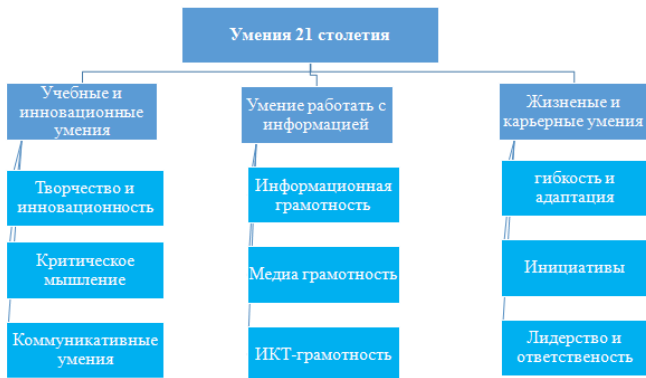 Умения 21 столетия
Учебные и
инновационные
умения
Творчество и
инновационность
Критическое
мышление
Коммуникативные
умения
Умение работать с
информацией
Информационная
грамотность
Медиа грамотность
ИКТ-грамотность
Жизненые и
карьерные умения
гибкость и
адаптация
Инициативы
Лидерство и
ответственость